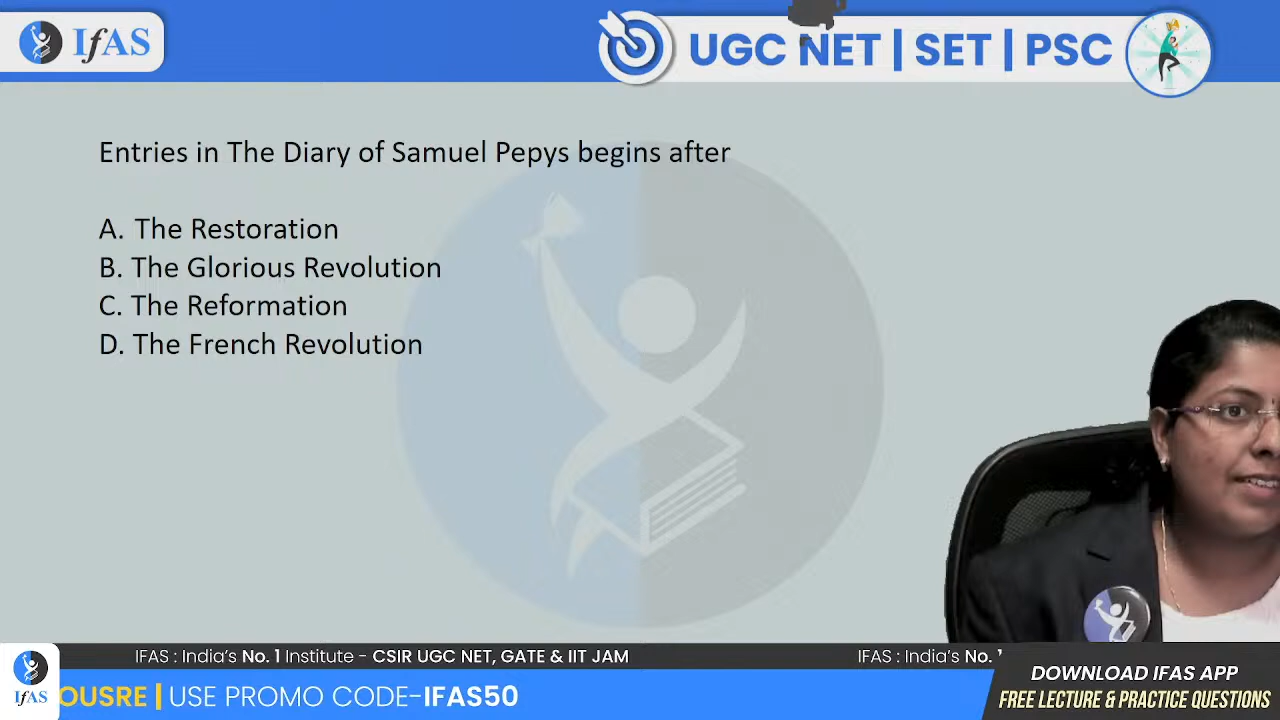 IfAS
UGC NET | SET | PSC
Entries in The Diary of Samuel Pepys begins after
A. The Restoration
B. The Glorious Revolution
C. The Reformation
D. The French Revolution
IFAS : India's No. 1 Institute - CSIR UGC NET, GATE & IIT JAM
IFAS : India's No. 1
DOWNLOAD IFAS APP
FREE LECTURE & PRACTICE QUESTIONS
IfAS
OUSRE | USE PROMO CODE-IFAS50